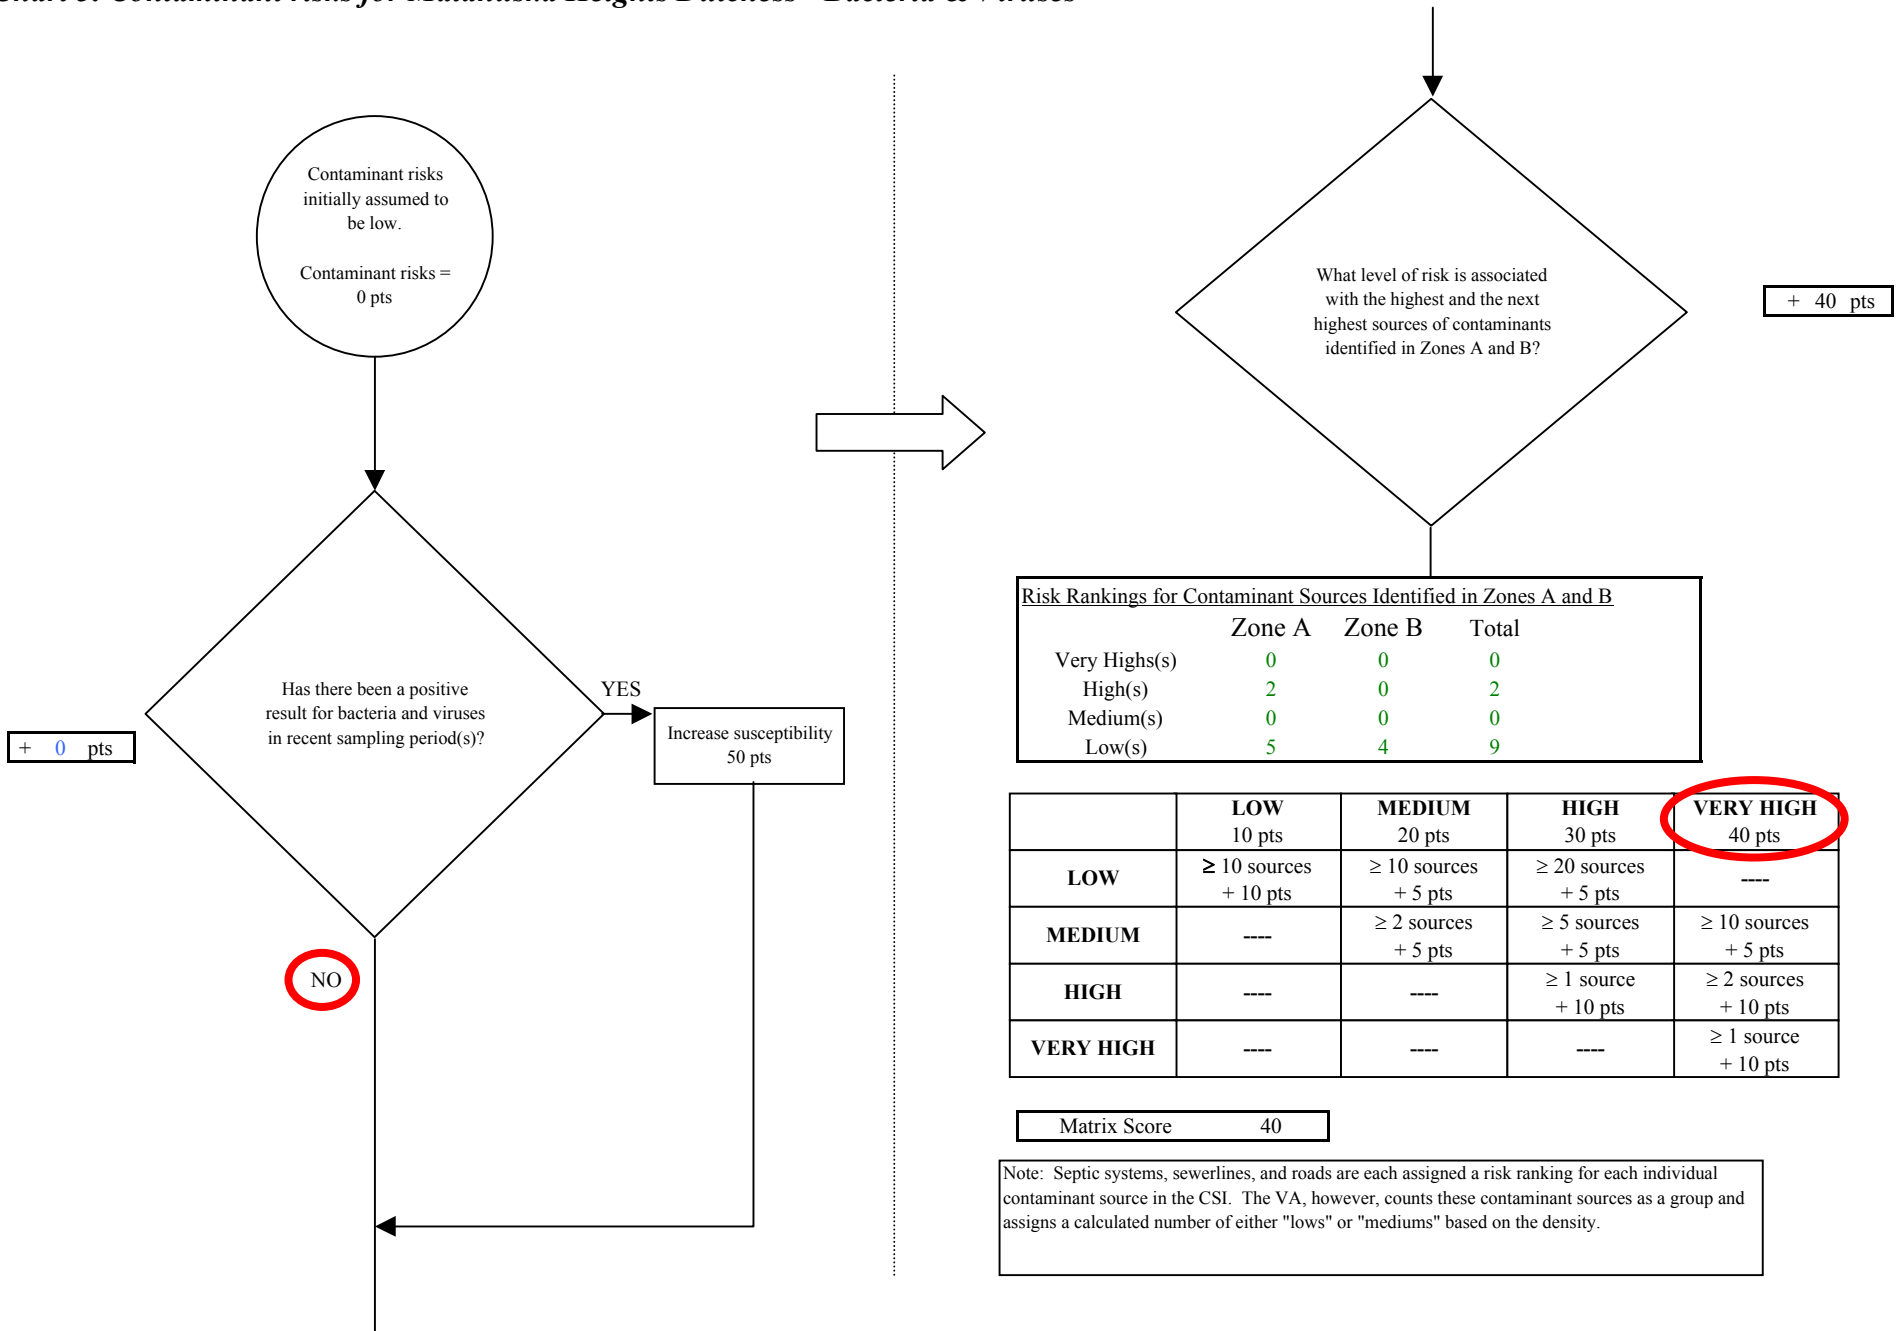 Contaminant risks
initially assumed to
be low.
Contaminant risks =
0 pts
Has there been a positive
result for bacteria and viruses
in recent sampling period(s)?
+ 0 pts
YES
Increase susceptibility
50 pts
NO
What level of risk is associated
with the highest and the next
highest sources of contaminants
identified in Zones A and B?
+ 40 pts
Risk Rankings for Contaminant Sources Identified in Zones A and B
Zone A Zone B Total
Very Highs(s) 0 0 0
High(s) 2 0 2
Medium(s) 0 0 0
Low(s) 5 4 9
LOW MEDIUM HIGH VERY HIGH
10 pts 20 pts 30 pts 40 pts
LOW ≥ 10 sources ≥ 10 sources ≥ 20 sources ----
+ 10 pts + 5 pts + 5 pts
MEDIUM ---- ≥ 2 sources ≥ 5 sources ≥ 10 sources
+ 5 pts + 5 pts + 5 pts
HIGH ---- ---- ≥ 1 source ≥ 2 sources
+ 10 pts + 10 pts
VERY HIGH ---- ---- ---- ≥ 1 source
+ 10 pts
Matrix Score 40
Note: Septic systems, sewerlines, and roads are each assigned a risk ranking for each individual
contaminant source in the CSI. The VA, however, counts these contaminant sources as a group and
assigns a calculated number of either "lows" or "mediums" based on the density.